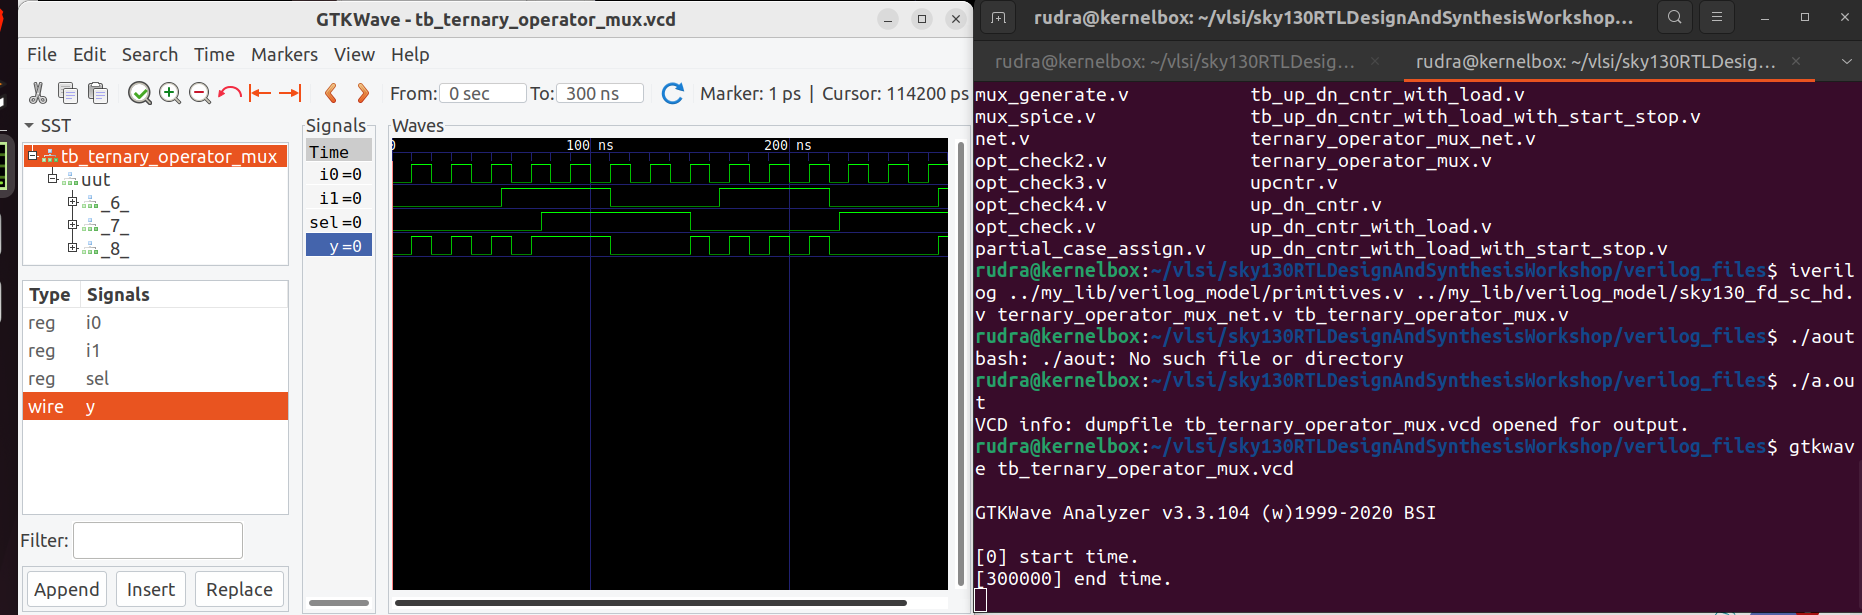 GTKWave - tb_ternary_operator_mux.vcd
File Edit Search Time Markers View Help
From: 0 sec To: 300 ns Marker: 1 ps | Cursor: 114200 ps
SST
tb_ternary_operator_mux
uut
_6_
_7_
_8_
Type Signals
reg i0
reg i1
reg sel
wire y
Filter:
Append Insert Replace
Signals
Time
i0=0
i1=0
sel=0
y=0
Waves
0 100 ns 200 ns
rudra@kernelbox: ~/vlsi/sky130RTLDesignAndSynthesisWorkshop...
rudra@kernelbox: ~/vlsi/sky130RTLDesig... rudra@kernelbox: ~/vlsi/sky130RTLDesig...
mux_generate.v tb_up_dn_cntr_with_load.v
mux_spice.v tb_up_dn_cntr_with_load_with_start_stop.v
net.v ternary_operator_mux_net.v
opt_check2.v ternary_operator_mux.v
opt_check3.v upcntr.v
opt_check4.v up_dn_cntr.v
opt_check.v up_dn_cntr_with_load.v
partial_case_assign.v up_dn_cntr_with_load_with_start_stop.v
rudra@kernelbox:~/vlsi/sky130RTLDesignAndSynthesisWorkshop/verilog_files$ iveril
og ../my_lib/verilog_model/primitives.v ../my_lib/verilog_model/sky130_fd_sc_hd.
v ternary_operator_mux_net.v tb_ternary_operator_mux.v
rudra@kernelbox:~/vlsi/sky130RTLDesignAndSynthesisWorkshop/verilog_files$ ./aout
bash: ./aout: No such file or directory
rudra@kernelbox:~/vlsi/sky130RTLDesignAndSynthesisWorkshop/verilog_files$ ./a.ou
t
VCD info: dumpfile tb_ternary_operator_mux.vcd opened for output.
rudra@kernelbox:~/vlsi/sky130RTLDesignAndSynthesisWorkshop/verilog_files$ gtkwav
e tb_ternary_operator_mux.vcd
GTKWave Analyzer v3.3.104 (w)1999-2020 BSI
[0] start time.
[300000] end time.